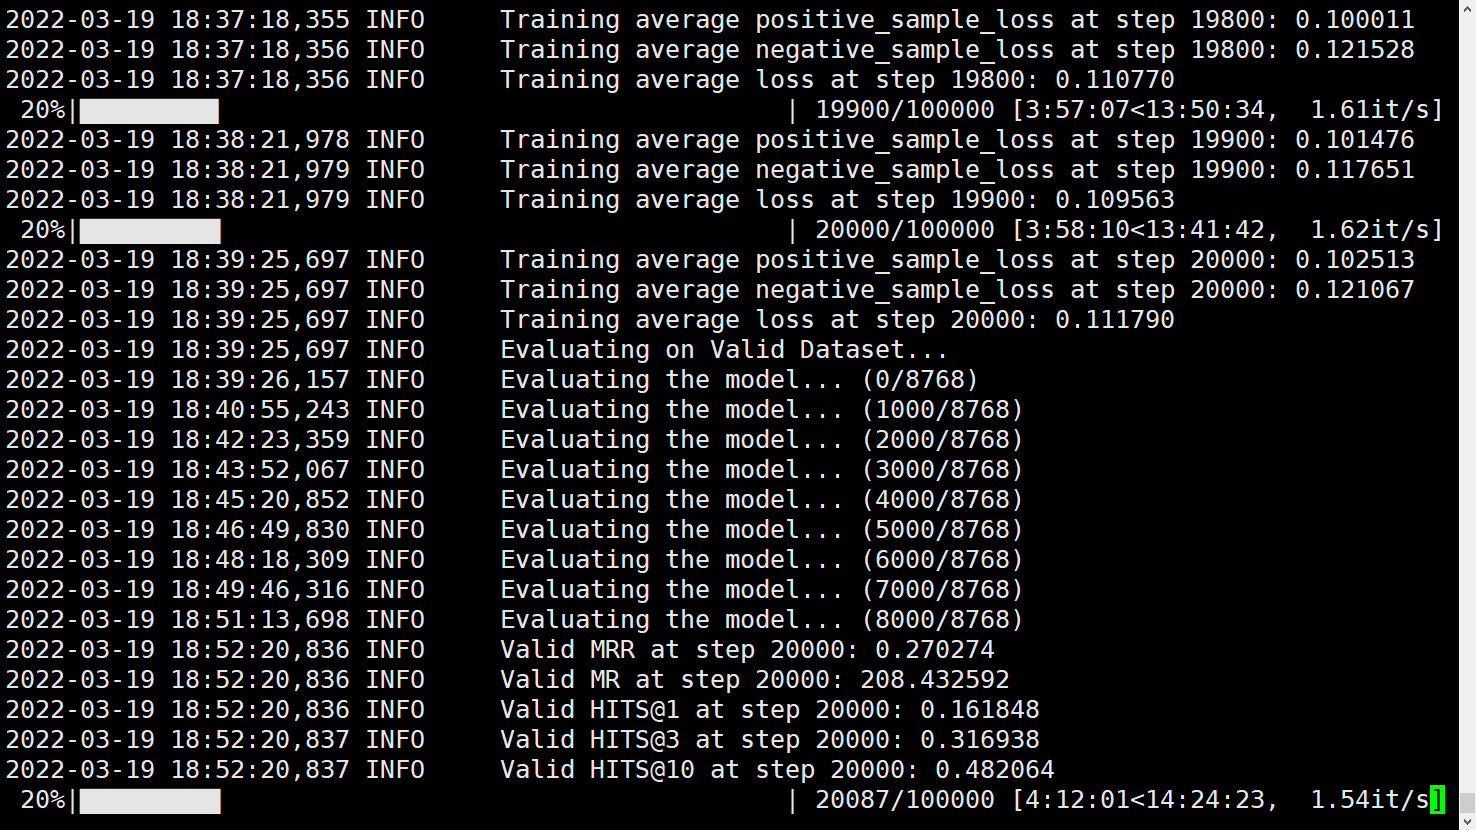 2022-03-19 18:37:18,355 INFO     Training average positive_sample_loss at step 19800: 0.100011
2022-03-19 18:37:18,356 INFO     Training average negative_sample_loss at step 19800: 0.121528
2022-03-19 18:37:18,356 INFO     Training average loss at step 19800: 0.110770
 20%|█████████▏                                      | 19900/100000 [3:57:07<13:50:34,  1.61it/s]
2022-03-19 18:38:21,978 INFO     Training average positive_sample_loss at step 19900: 0.101476
2022-03-19 18:38:21,979 INFO     Training average negative_sample_loss at step 19900: 0.117651
2022-03-19 18:38:21,979 INFO     Training average loss at step 19900: 0.109563
 20%|█████████▍                                      | 20000/100000 [3:58:10<13:41:42,  1.62it/s]
2022-03-19 18:39:25,697 INFO     Training average positive_sample_loss at step 20000: 0.102513
2022-03-19 18:39:25,697 INFO     Training average negative_sample_loss at step 20000: 0.121067
2022-03-19 18:39:25,697 INFO     Training average loss at step 20000: 0.111790
2022-03-19 18:39:25,697 INFO     Evaluating on Valid Dataset...
2022-03-19 18:39:26,157 INFO     Evaluating the model... (0/8768)
2022-03-19 18:40:55,243 INFO     Evaluating the model... (1000/8768)
2022-03-19 18:42:23,359 INFO     Evaluating the model... (2000/8768)
2022-03-19 18:43:52,067 INFO     Evaluating the model... (3000/8768)
2022-03-19 18:45:20,852 INFO     Evaluating the model... (4000/8768)
2022-03-19 18:46:49,830 INFO     Evaluating the model... (5000/8768)
2022-03-19 18:48:18,309 INFO     Evaluating the model... (6000/8768)
2022-03-19 18:49:46,316 INFO     Evaluating the model... (7000/8768)
2022-03-19 18:51:13,698 INFO     Evaluating the model... (8000/8768)
2022-03-19 18:52:20,836 INFO     Valid MRR at step 20000: 0.270274
2022-03-19 18:52:20,836 INFO     Valid MR at step 20000: 208.432592
2022-03-19 18:52:20,836 INFO     Valid HITS@1 at step 20000: 0.161848
2022-03-19 18:52:20,837 INFO     Valid HITS@3 at step 20000: 0.316938
2022-03-19 18:52:20,837 INFO     Valid HITS@10 at step 20000: 0.482064
 20%|█████████▍                                      | 20087/100000 [4:12:01<14:24:23,  1.54it/s]